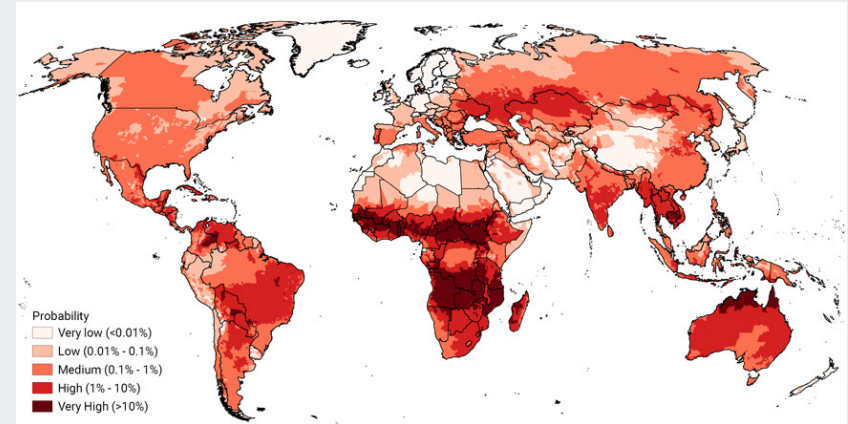 Probability
Very low (<0.01%)
Low (0.01% - 0.1%)
Medium (0.1% - 1%)
High (1% - 10%)
Very High (>10%)